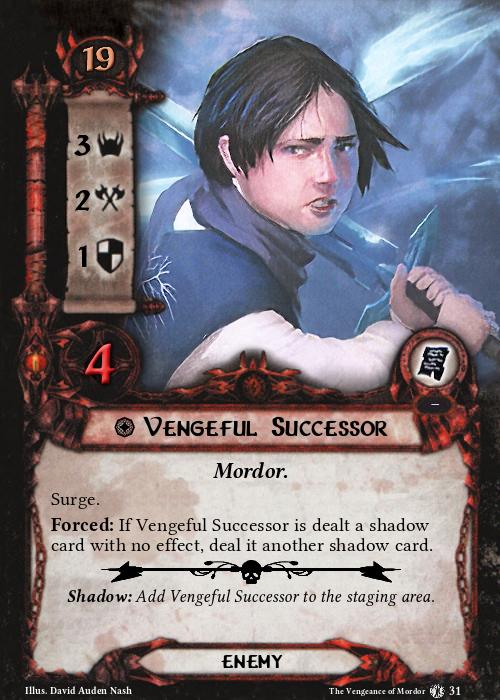 19
3
2
1
4
–
VENGEFUL SUCCESSOR
Mordor.
Surge.
Forced: If Vengeful Successor is dealt a shadow
card with no effect, deal it another shadow card.
Shadow: Add Vengeful Successor to the staging area.
ENEMY
Illus. David Auden Nash
The Vengeance of Mordor 31